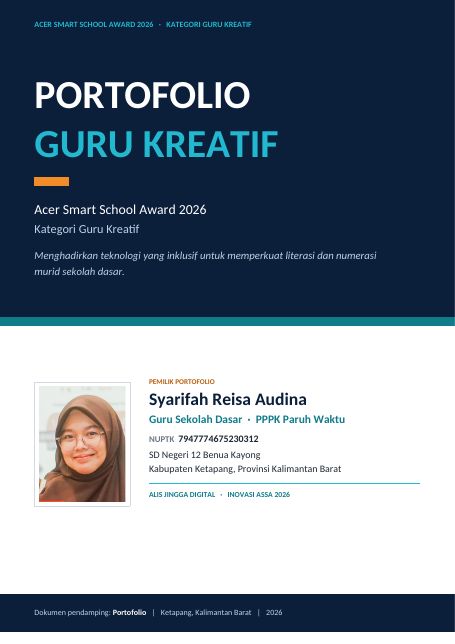 ACER SMART SCHOOL AWARD 2026 · KATEGORI GURU KREATIF
PORTOFOLIO
GURU KREATIF
Acer Smart School Award 2026
Kategori Guru Kreatif
Menghadirkan teknologi yang inklusif untuk memperkuat literasi dan numerasi
murid sekolah dasar.
PEMILIK PORTOFOLIO
Syarifah Reisa Audina
Guru Sekolah Dasar · PPPK Paruh Waktu
NUPTK 7947774675230312
SD Negeri 12 Benua Kayong
Kabupaten Ketapang, Provinsi Kalimantan Barat
ALIS JINGGA DIGITAL · INOVASI ASSA 2026
Dokumen pendamping: Portofolio | Ketapang, Kalimantan Barat | 2026